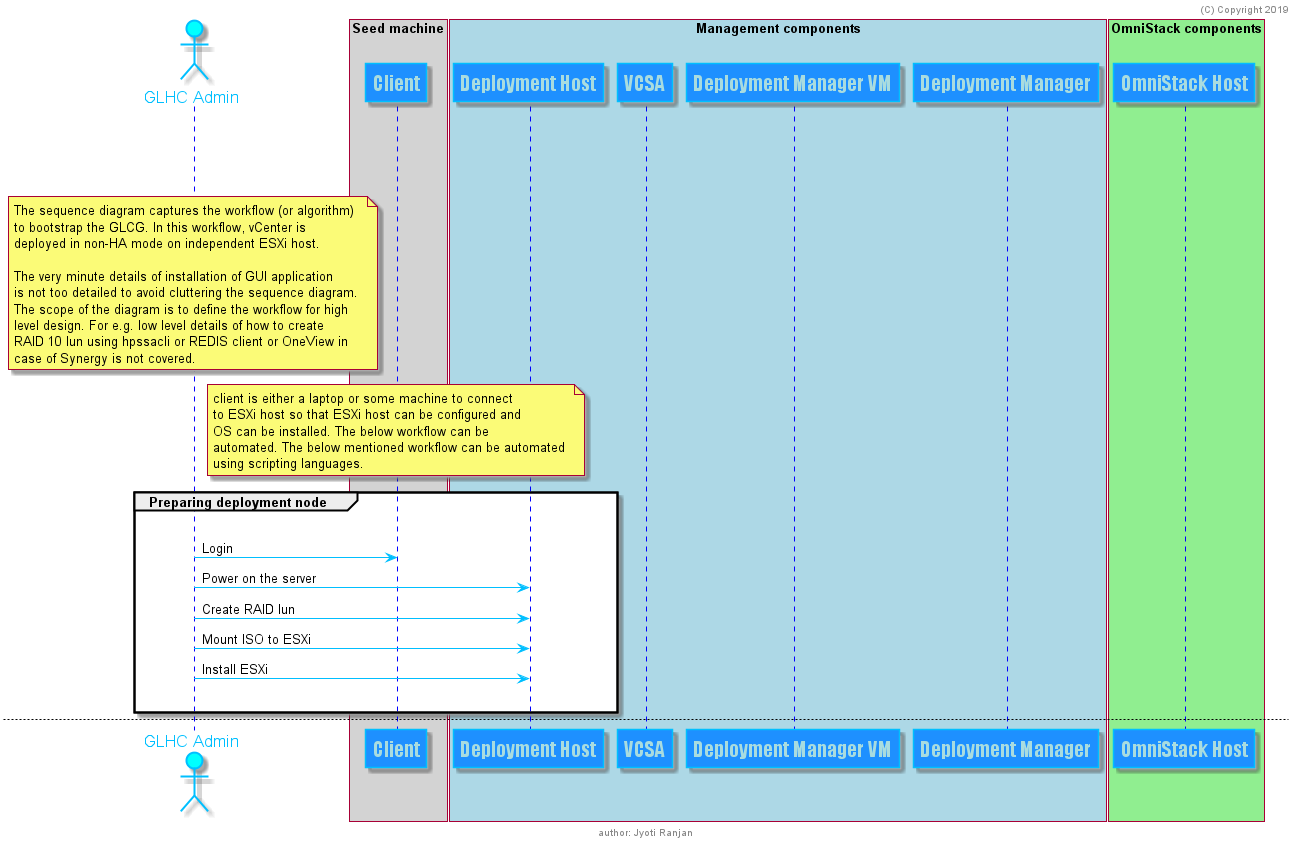 (C) Copyright 2019
Seed machine
Management components
OmniStack components
GLHC Admin
Client
Deployment Host
VCSA
Deployment Manager VM
Deployment Manager
OmniStack Host
The sequence diagram captures the workflow (or algorithm)
to bootstrap the GLCG. In this workflow, vCenter is
deployed in non-HA mode on independent ESXi host.
The very minute details of installation of GUI application
is not too detailed to avoid cluttering the sequence diagram.
The scope of the diagram is to define the workflow for high
level design. For e.g. low level details of how to create
RAID 10 lun using hpssacli or REDIS client or OneView in
case of Synergy is not covered.
client is either a laptop or some machine to connect
to ESXi host so that ESXi host can be configured and
OS can be installed. The below workflow can be
automated. The below mentioned workflow can be automated
using scripting languages.
Preparing deployment node
Login
Power on the server
Create RAID lun
Mount ISO to ESXi
Install ESXi
GLHC Admin
Client
Deployment Host
VCSA
Deployment Manager VM
Deployment Manager
OmniStack Host
author: Jyoti Ranjan